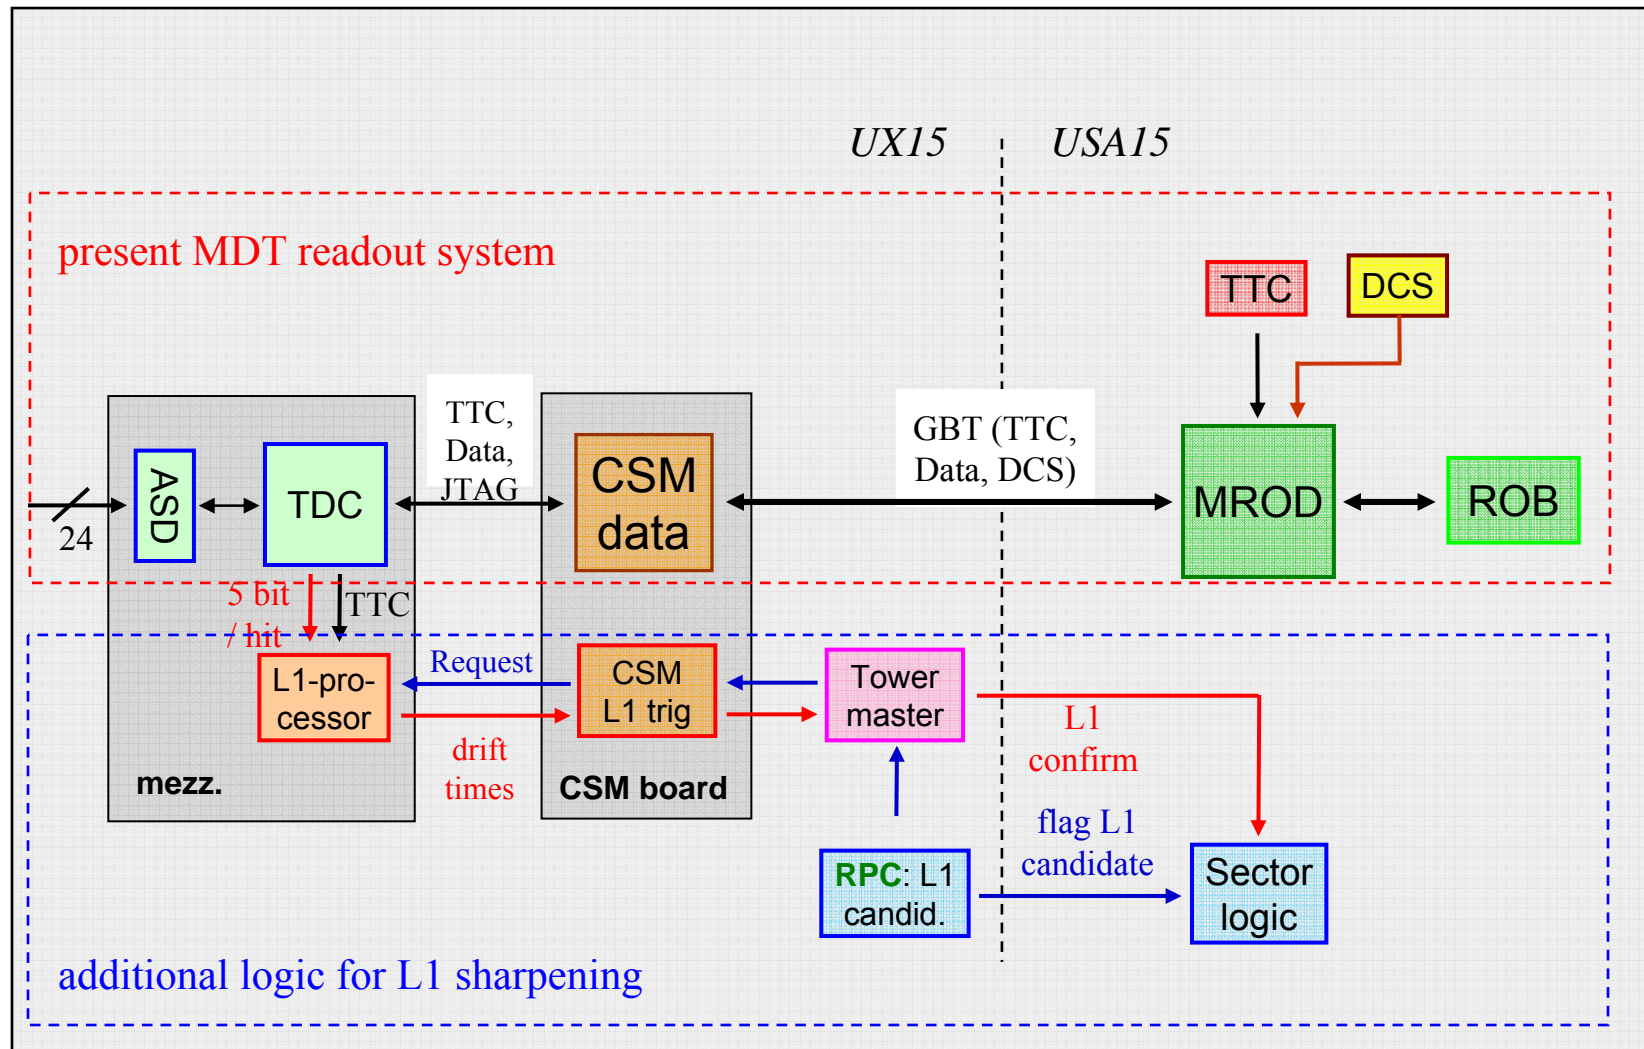 UX15
USA15
present MDT readout system
TTC
DCS
TTC,
Data,
JTAG
GBT (TTC,
Data, DCS)
24
ASD
TDC
CSM
data
MROD
ROB
5 bit
/ hit
TTC
L1-pro-
cessor
Request
drift
times
CSM
L1 trig
Tower
master
L1
confirm
mezz.
CSM board
RPC: L1
candid.
flag L1
candidate
Sector
logic
additional logic for L1 sharpening